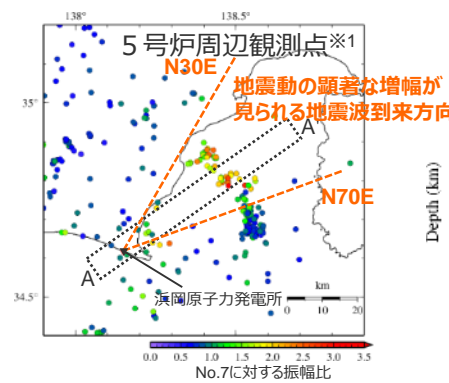 138°
138.5°
５号炉周辺観測点※1
N30E
地震動の顕著な増幅が
見られる地震波到来方向
35°
A
N70E
Depth (km)
A
浜岡原子力発電所
km
34.5°
0 10 20
0.0 0.5 1.0 1.5 2.0 2.5 3.0 3.5
No.7に対する振幅比